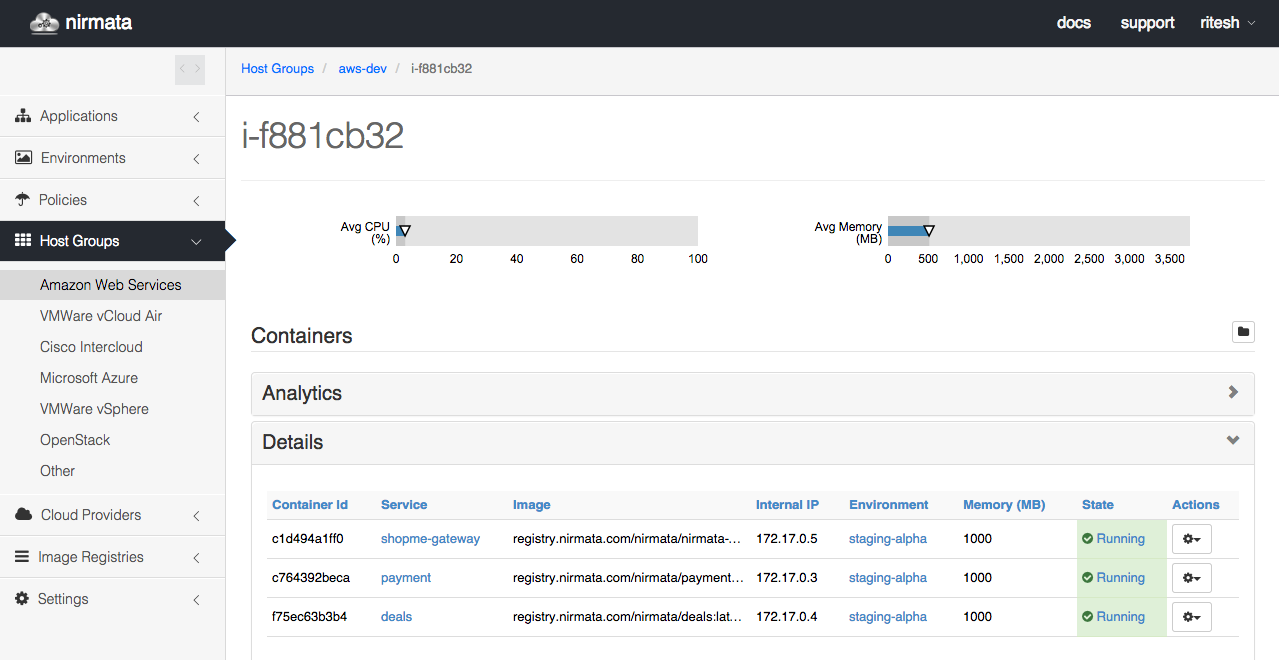 nirmata
docs support ritesh
Host Groups / aws-dev / i-f881cb32
Applications
Environments
Policies
Host Groups
Amazon Web Services
VMWare vCloud Air
Cisco Intercloud
Microsoft Azure
VMWare vSphere
OpenStack
Other
Cloud Providers
Image Registries
Settings
i-f881cb32
Avg CPU
(%)
0 20 40 60 80 100
Avg Memory
(MB)
0 500 1,000 1,500 2,000 2,500 3,000 3,500
Containers
Analytics
Details
Container Id Service Image Internal IP Environment Memory (MB) State Actions
c1d494a1ff0 shopme-gateway registry.nirmata.com/nirmata/nirmata-... 172.17.0.5 staging-alpha 1000 Running
c764392beca payment registry.nirmata.com/nirmata/payment... 172.17.0.3 staging-alpha 1000 Running
f75ec63b3b4 deals registry.nirmata.com/nirmata/deals:lat... 172.17.0.4 staging-alpha 1000 Running